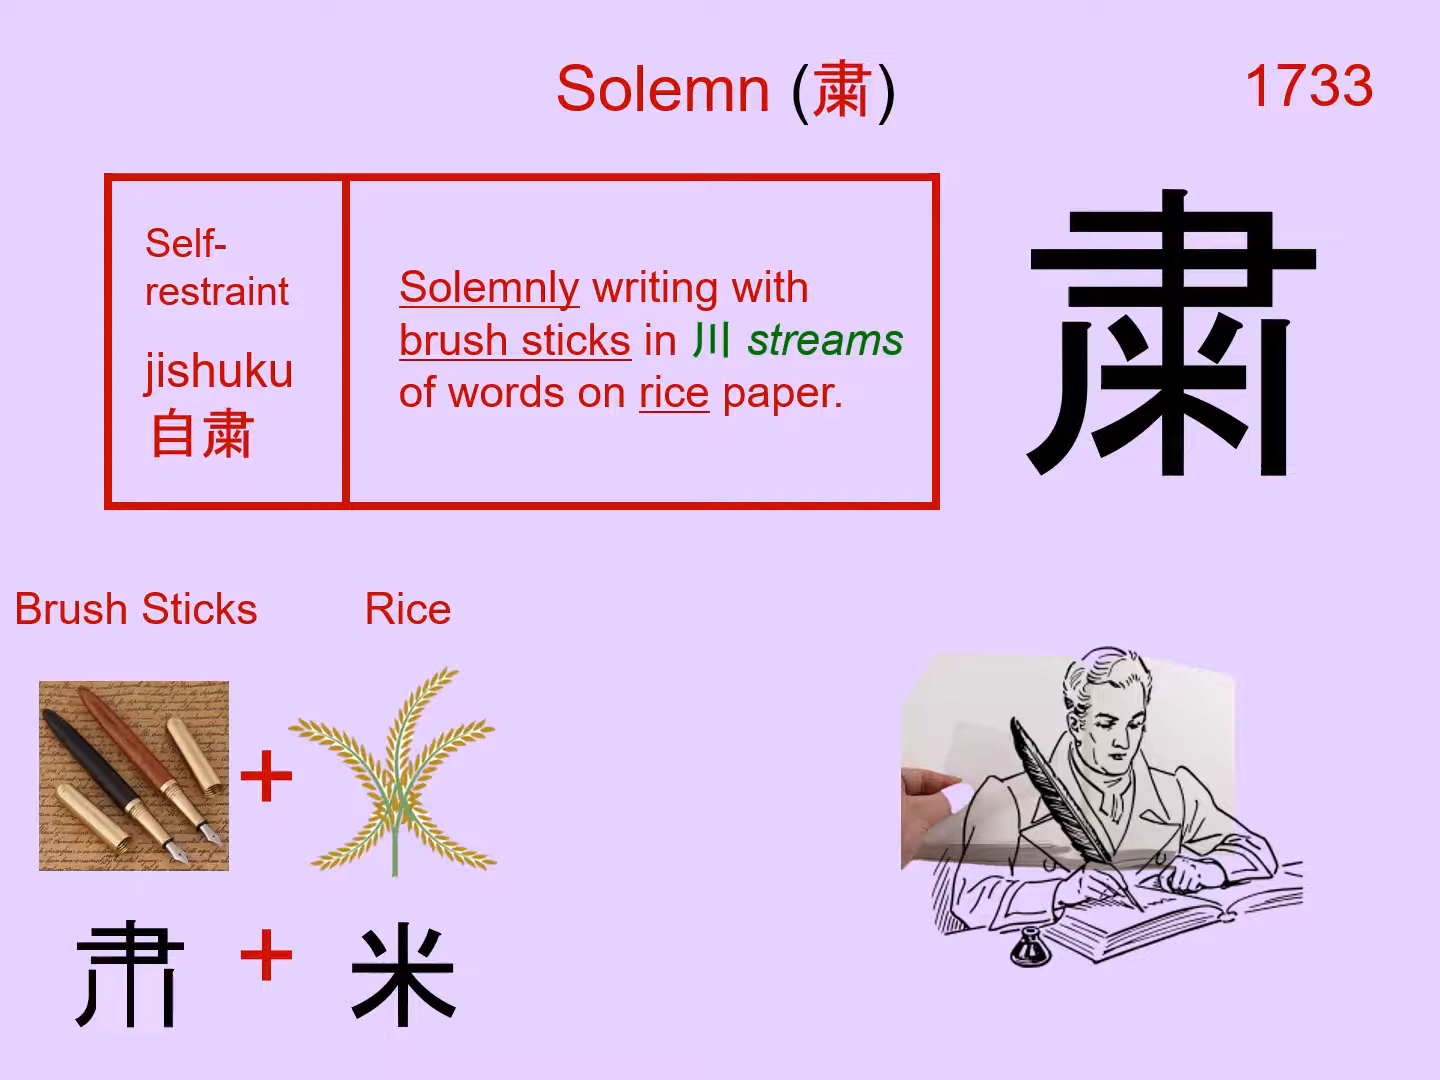 Solemn (粛)
1733
Self-
restraint
jishuku
自粛
Solemnly writing with
brush sticks in 川 streams
of words on rice paper.
粛
Brush Sticks
Rice
+
+
米